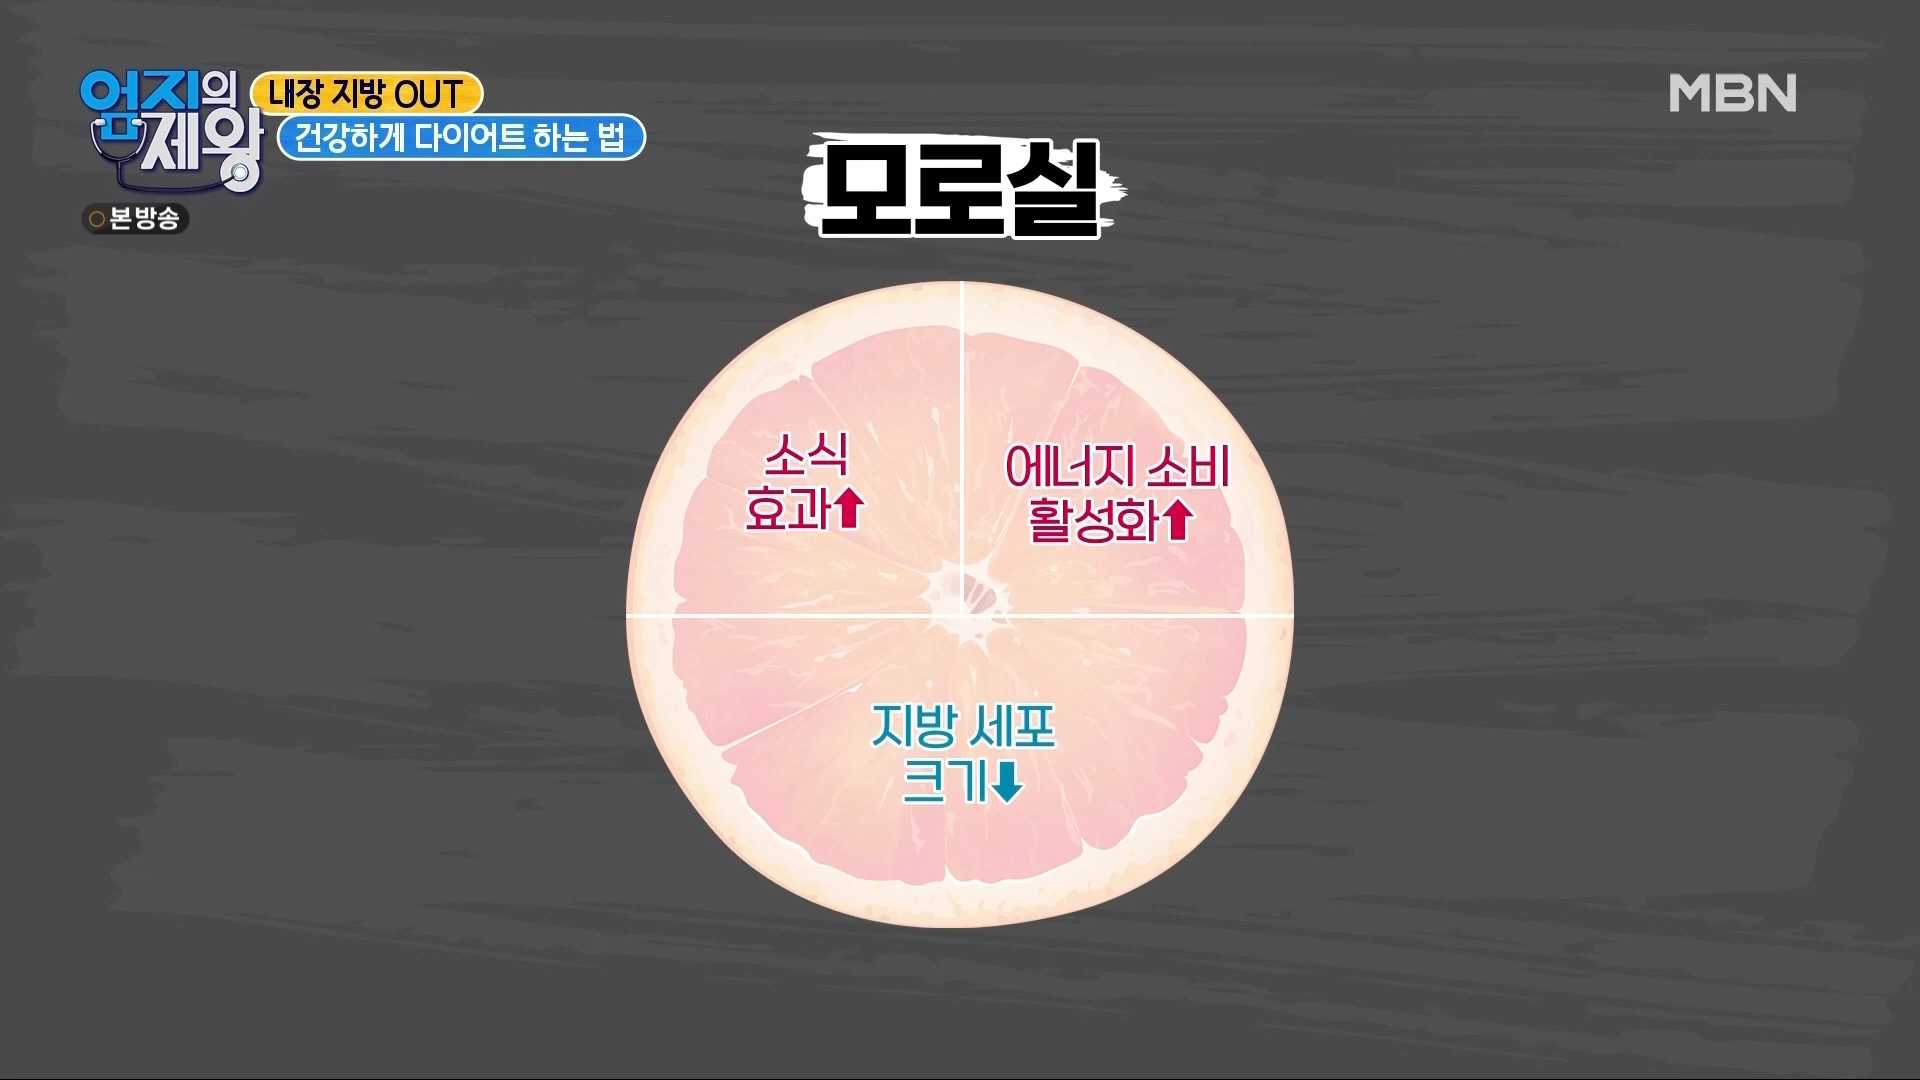 엄지의
제왕
내장 지방 OUT
건강하게 다이어트 하는 법
본방송
MBN
모로실
소식
효과⬆
에너지 소비
활성화⬆
지방 세포
크기⬇